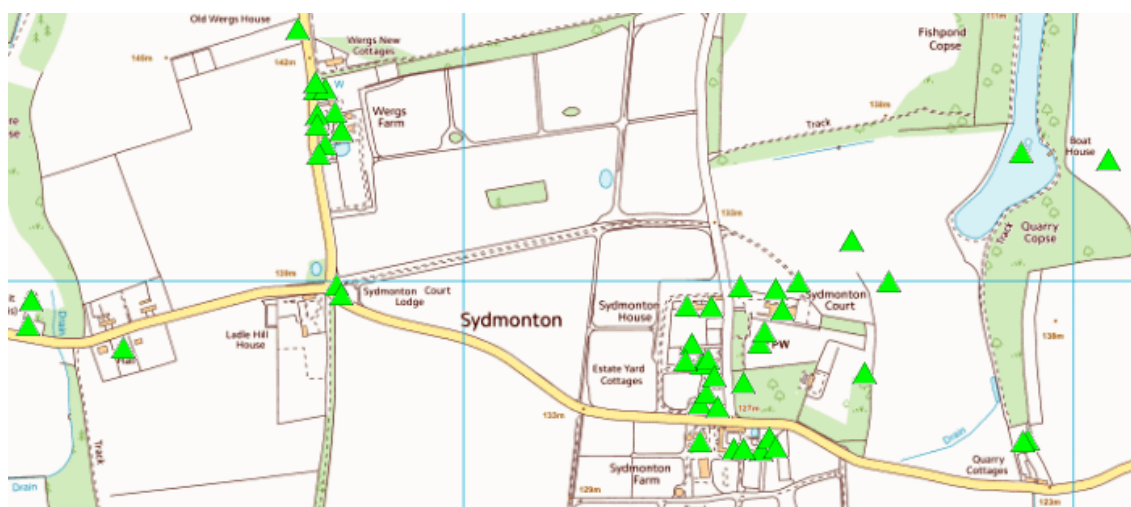 Old Wergs House
111m
Wergs New
Cottages
Fishpond
Copse
145m
142m
W
Wergs
Farm
138m
Track
Boat
House
Track
Quarry
Copse
133m
139m
Sydmonton Court
Lodge
Sydmonton
House
Sydmonton
Court
Drain
Sydmonton
Ladle Hill
House
138m
PW
Estate Yard
Cottages
133m
127m
Drain
Track
Quarry
Cottages
Sydmonton
Farm
Drain
129m
123m